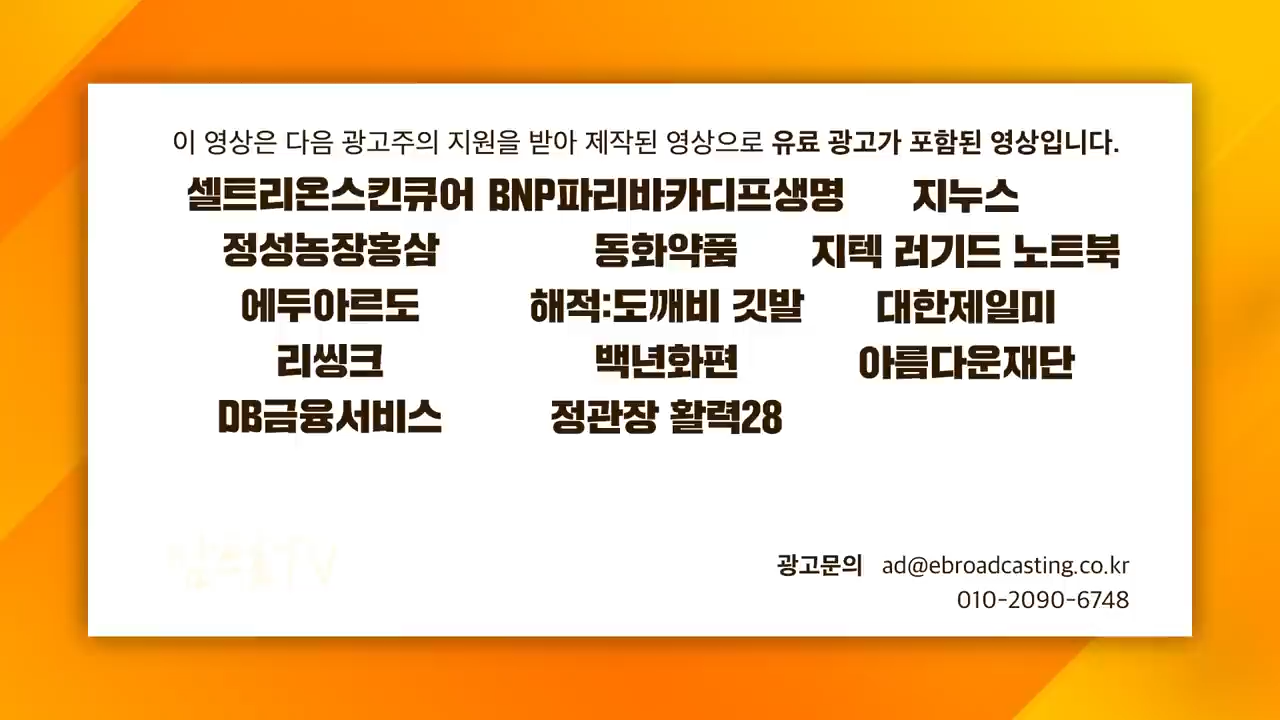 이 영상은 다음 광고주의 지원을 받아 제작된 영상으로 유료 광고가 포함된 영상입니다.
셀트리온스킨큐어 BNP파리바카디프생명 지누스
정성농장홍삼 동화약품 지텍 러기드 노트북
에두아르도 해적:도깨비 깃발 대한제일미
리씽크 백년화편 아름다운재단
DB금융서비스 정관장 활력28
광고문의 ad@ebroadcasting.co.kr
010-2090-6748